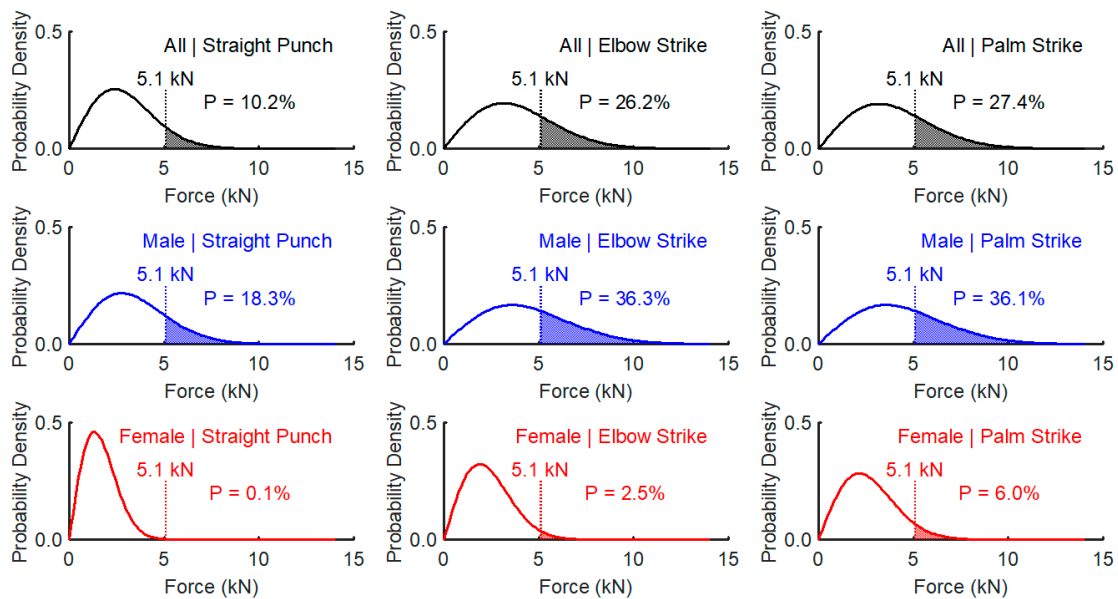 Probability Density
0.5
0.0
All | Straight Punch
5.1 kN
P = 10.2%
0 5 10 15
Force (kN)
Probability Density
0.5
0.0
All | Elbow Strike
5.1 kN
P = 26.2%
0 5 10 15
Force (kN)
Probability Density
0.5
0.0
All | Palm Strike
5.1 kN
P = 27.4%
0 5 10 15
Force (kN)
Probability Density
0.5
0.0
Male | Straight Punch
5.1 kN
P = 18.3%
0 5 10 15
Force (kN)
Probability Density
0.5
0.0
Male | Elbow Strike
5.1 kN
P = 36.3%
0 5 10 15
Force (kN)
Probability Density
0.5
0.0
Male | Palm Strike
5.1 kN
P = 36.1%
0 5 10 15
Force (kN)
Probability Density
0.5
0.0
Female | Straight Punch
5.1 kN
P = 0.1%
0 5 10 15
Force (kN)
Probability Density
0.5
0.0
Female | Elbow Strike
5.1 kN
P = 2.5%
0 5 10 15
Force (kN)
Probability Density
0.5
0.0
Female | Palm Strike
5.1 kN
P = 6.0%
0 5 10 15
Force (kN)